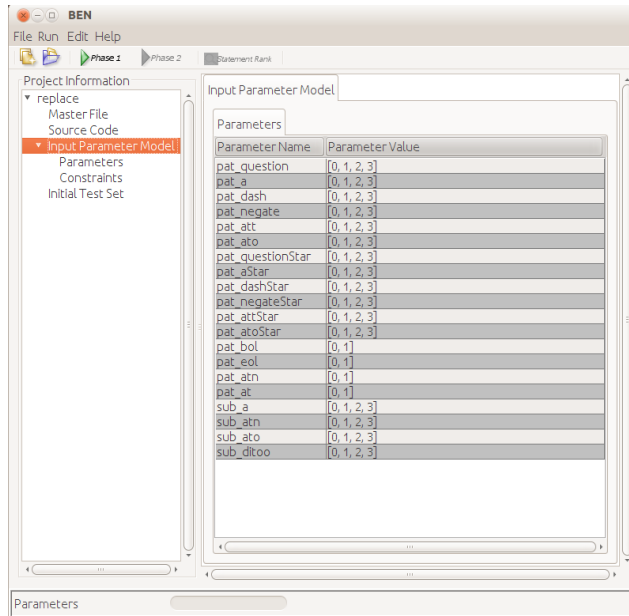 BEN
File Run Edit Help
Phase 1 Phase 2 Statement Rank
Project Information
replace
Master File
Source Code
Input Parameter Model
Parameters
Constraints
Initial Test Set
Input Parameter Model
Parameters
Parameter Name Parameter Value
pat_question [0, 1, 2, 3]
pat_a [0, 1, 2, 3]
pat_dash [0, 1, 2, 3]
pat_negate [0, 1, 2, 3]
pat_att [0, 1, 2, 3]
pat_ato [0, 1, 2, 3]
pat_questionStar [0, 1, 2, 3]
pat_aStar [0, 1, 2, 3]
pat_dashStar [0, 1, 2, 3]
pat_negateStar [0, 1, 2, 3]
pat_attStar [0, 1, 2, 3]
pat_atoStar [0, 1, 2, 3]
pat_bol [0, 1]
pat_eol [0, 1]
pat_atn [0, 1]
pat_at [0, 1]
sub_a [0, 1, 2, 3]
sub_atn [0, 1, 2, 3]
sub_ato [0, 1, 2, 3]
sub_ditoo [0, 1, 2, 3]
Parameters